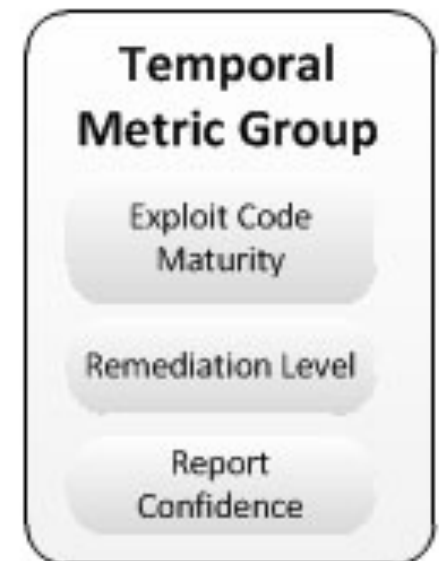 Temporal
Metric Group
Exploit Code
Maturity
Remediation Level
Report
Confidence